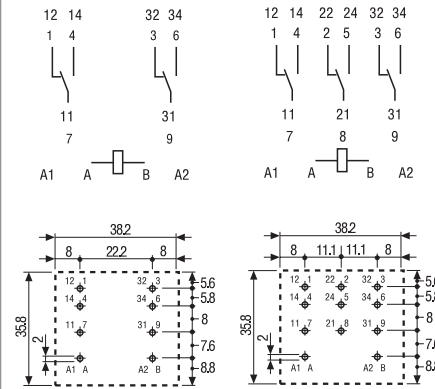 12 14 32 34
1 4 3 6
11 31
7 9
A1 A B A2
12 14 22 24 32 34
1 4 2 5 3 6
11 21 31
7 8 9
A1 A B A2
38.2
8 22.2 8
12 1 32 3
14 4 34 6
11 7 31 9
A1 A A2 B
35.8
2
5.6
5.8
8
7.6
8.8
38.2
8 11.1 11.1 8
12 1 22 2 32 3
14 4 24 5 34 6
11 7 21 8 31 9
A1 A A2 B
35.8
2
8
7.6